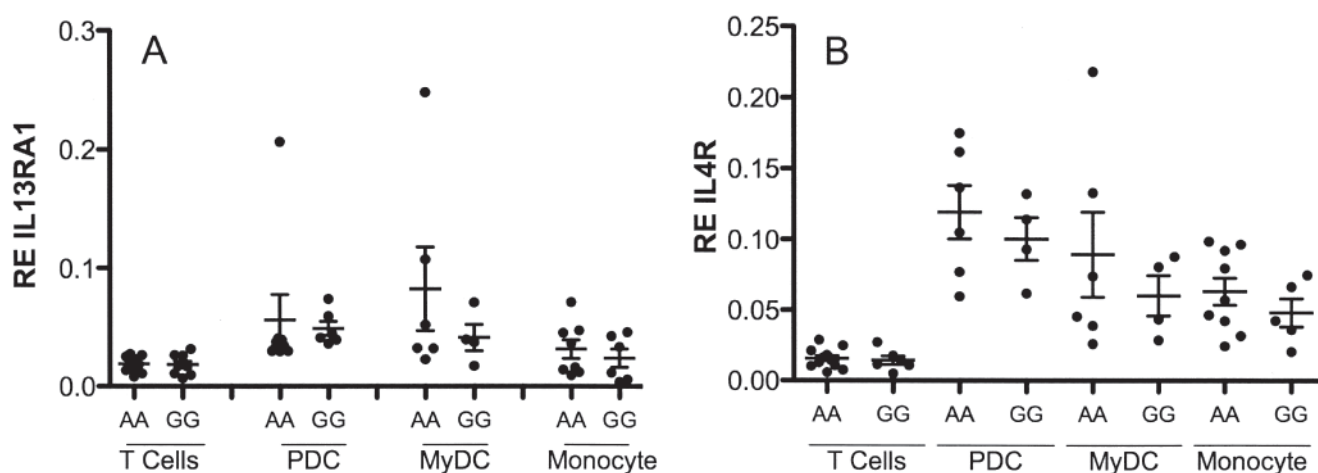 A
RE IL13RA1
0.3
0.2
0.1
0.0
AA GG AA GG AA GG AA GG
T Cells PDC MyDC Monocyte
B
RE IL4R
0.25
0.20
0.15
0.10
0.05
0.00
AA GG AA GG AA GG AA GG
T Cells PDC MyDC Monocyte